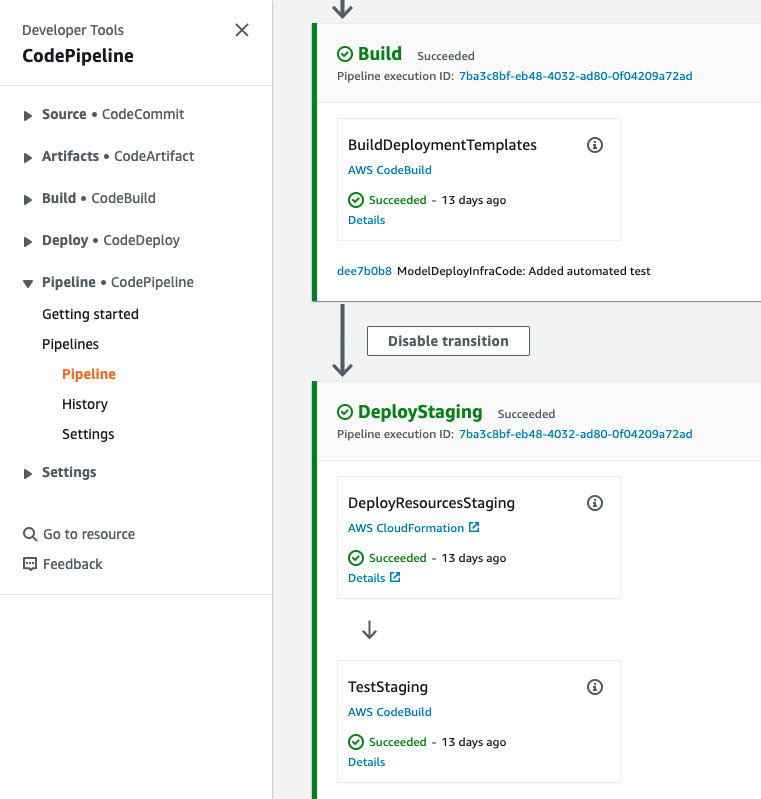 Developer Tools
CodePipeline
Source • CodeCommit
Artifacts • CodeArtifact
Build • CodeBuild
Deploy • CodeDeploy
Pipeline • CodePipeline
Getting started
Pipelines
Pipeline
History
Settings
Settings
Go to resource
Feedback
Build Succeeded
Pipeline execution ID: 7ba3c8bf-eb48-4032-ad80-0f04209a72ad
BuildDeploymentTemplates
AWS CodeBuild
Succeeded - 13 days ago
Details
dee7b0b8 ModelDeployInfraCode: Added automated test
Disable transition
DeployStaging Succeeded
Pipeline execution ID: 7ba3c8bf-eb48-4032-ad80-0f04209a72ad
DeployResourcesStaging
AWS CloudFormation
Succeeded - 13 days ago
Details
TestStaging
AWS CodeBuild
Succeeded - 13 days ago
Details